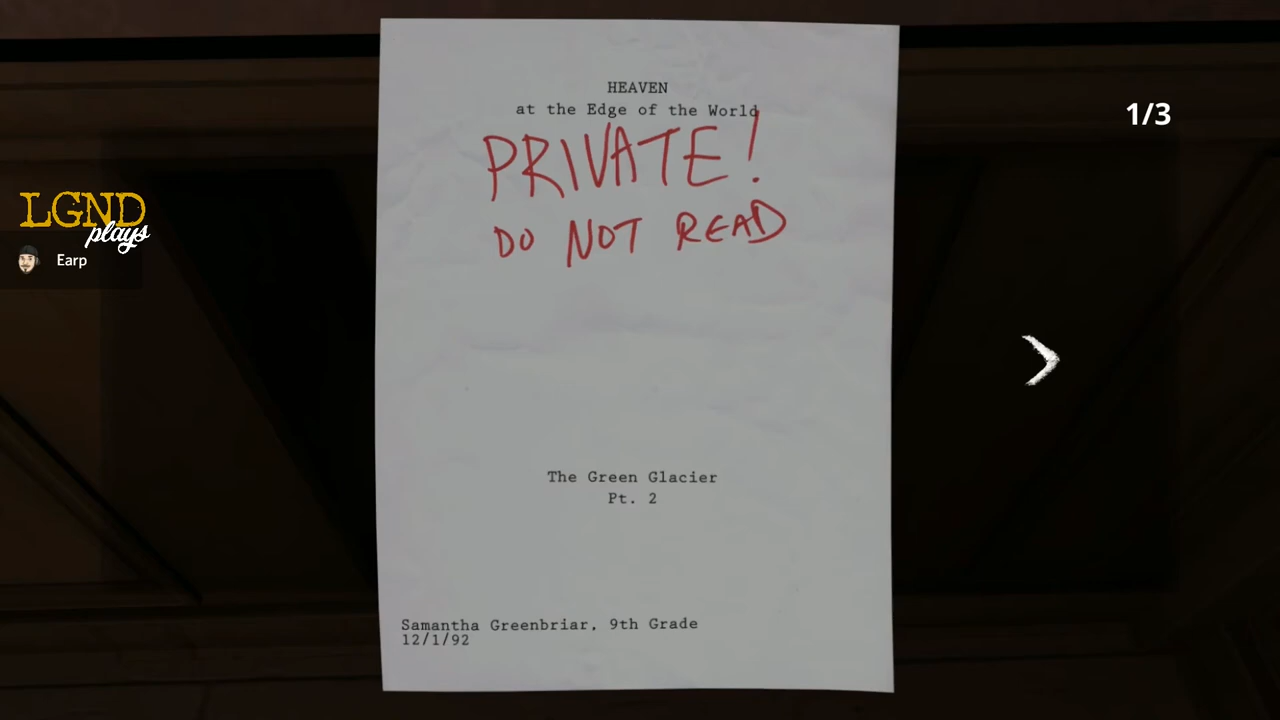 HEAVEN
at the Edge of the World
PRIVATE!
DO NOT READ
1/3
LGND
plays
Earp
The Green Glacier
Pt. 2
Samantha Greenbriar, 9th Grade
12/1/92